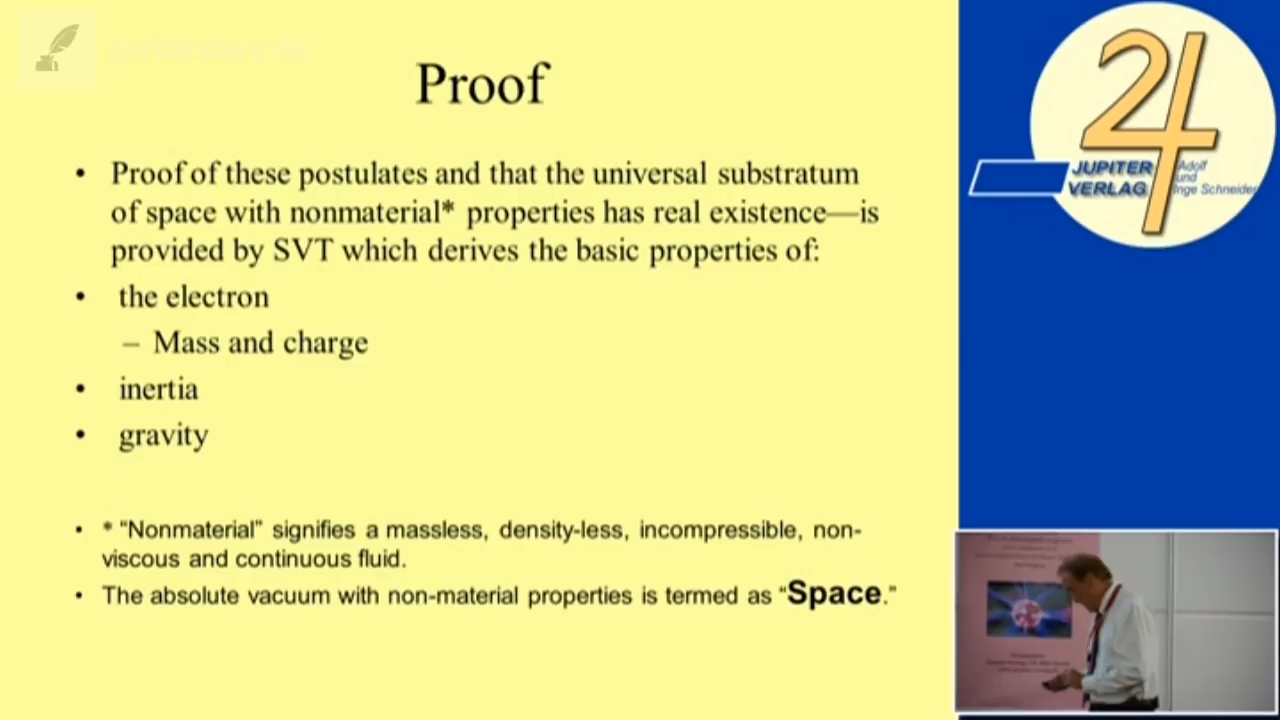 Proof
• Proof of these postulates and that the universal substratum
of space with nonmaterial* properties has real existence—is
provided by SVT which derives the basic properties of:
• the electron
– Mass and charge
• inertia
• gravity
• * “Nonmaterial” signifies a massless, density-less, incompressible, non-
viscous and continuous fluid.
• The absolute vacuum with non-material properties is termed as “Space.”
JUPITER
VERLAG
Adolf
und
Inge Schneider